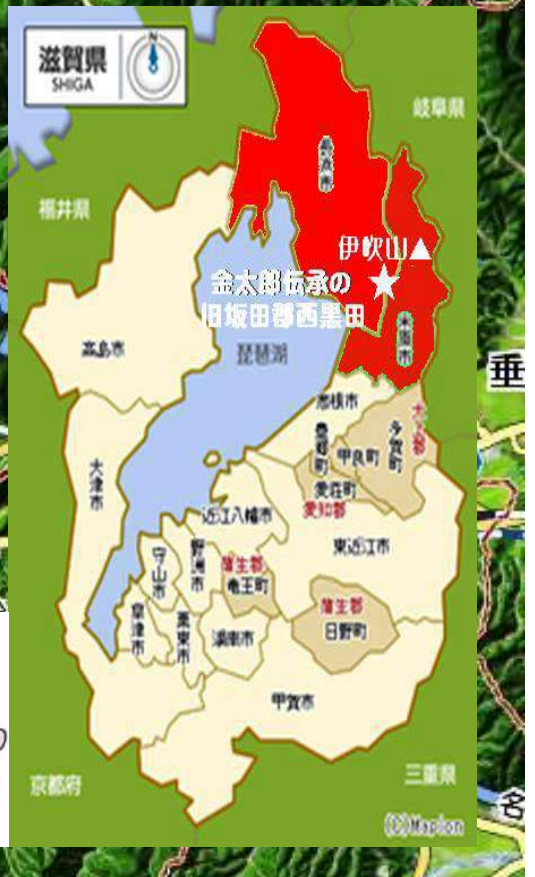 滋賀県
SHIGA
N
岐阜県
福井県
長浜市
伊吹山▲
金太郎伝承の
旧坂田郡西黒田
米原市
琵琶湖
高島市
垂
彦根市
犬上郡
多賀町
豊郷町
甲良町
愛荘町
愛知郡
大津市
近江八幡市
東近江市
野洲市
守山市
蒲生郡
竜王町
蒲生郡
日野町
草津市
栗東市
湖南市
甲賀市
京都府
三重県
名
(C)Mapion